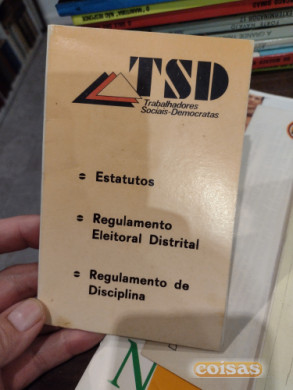 TSD
Trabalhadores
Sociais-Democratas
= Estatutos
= Regulamento
Eleitoral Distrital
= Regulamento de
Disciplina
N
coisas